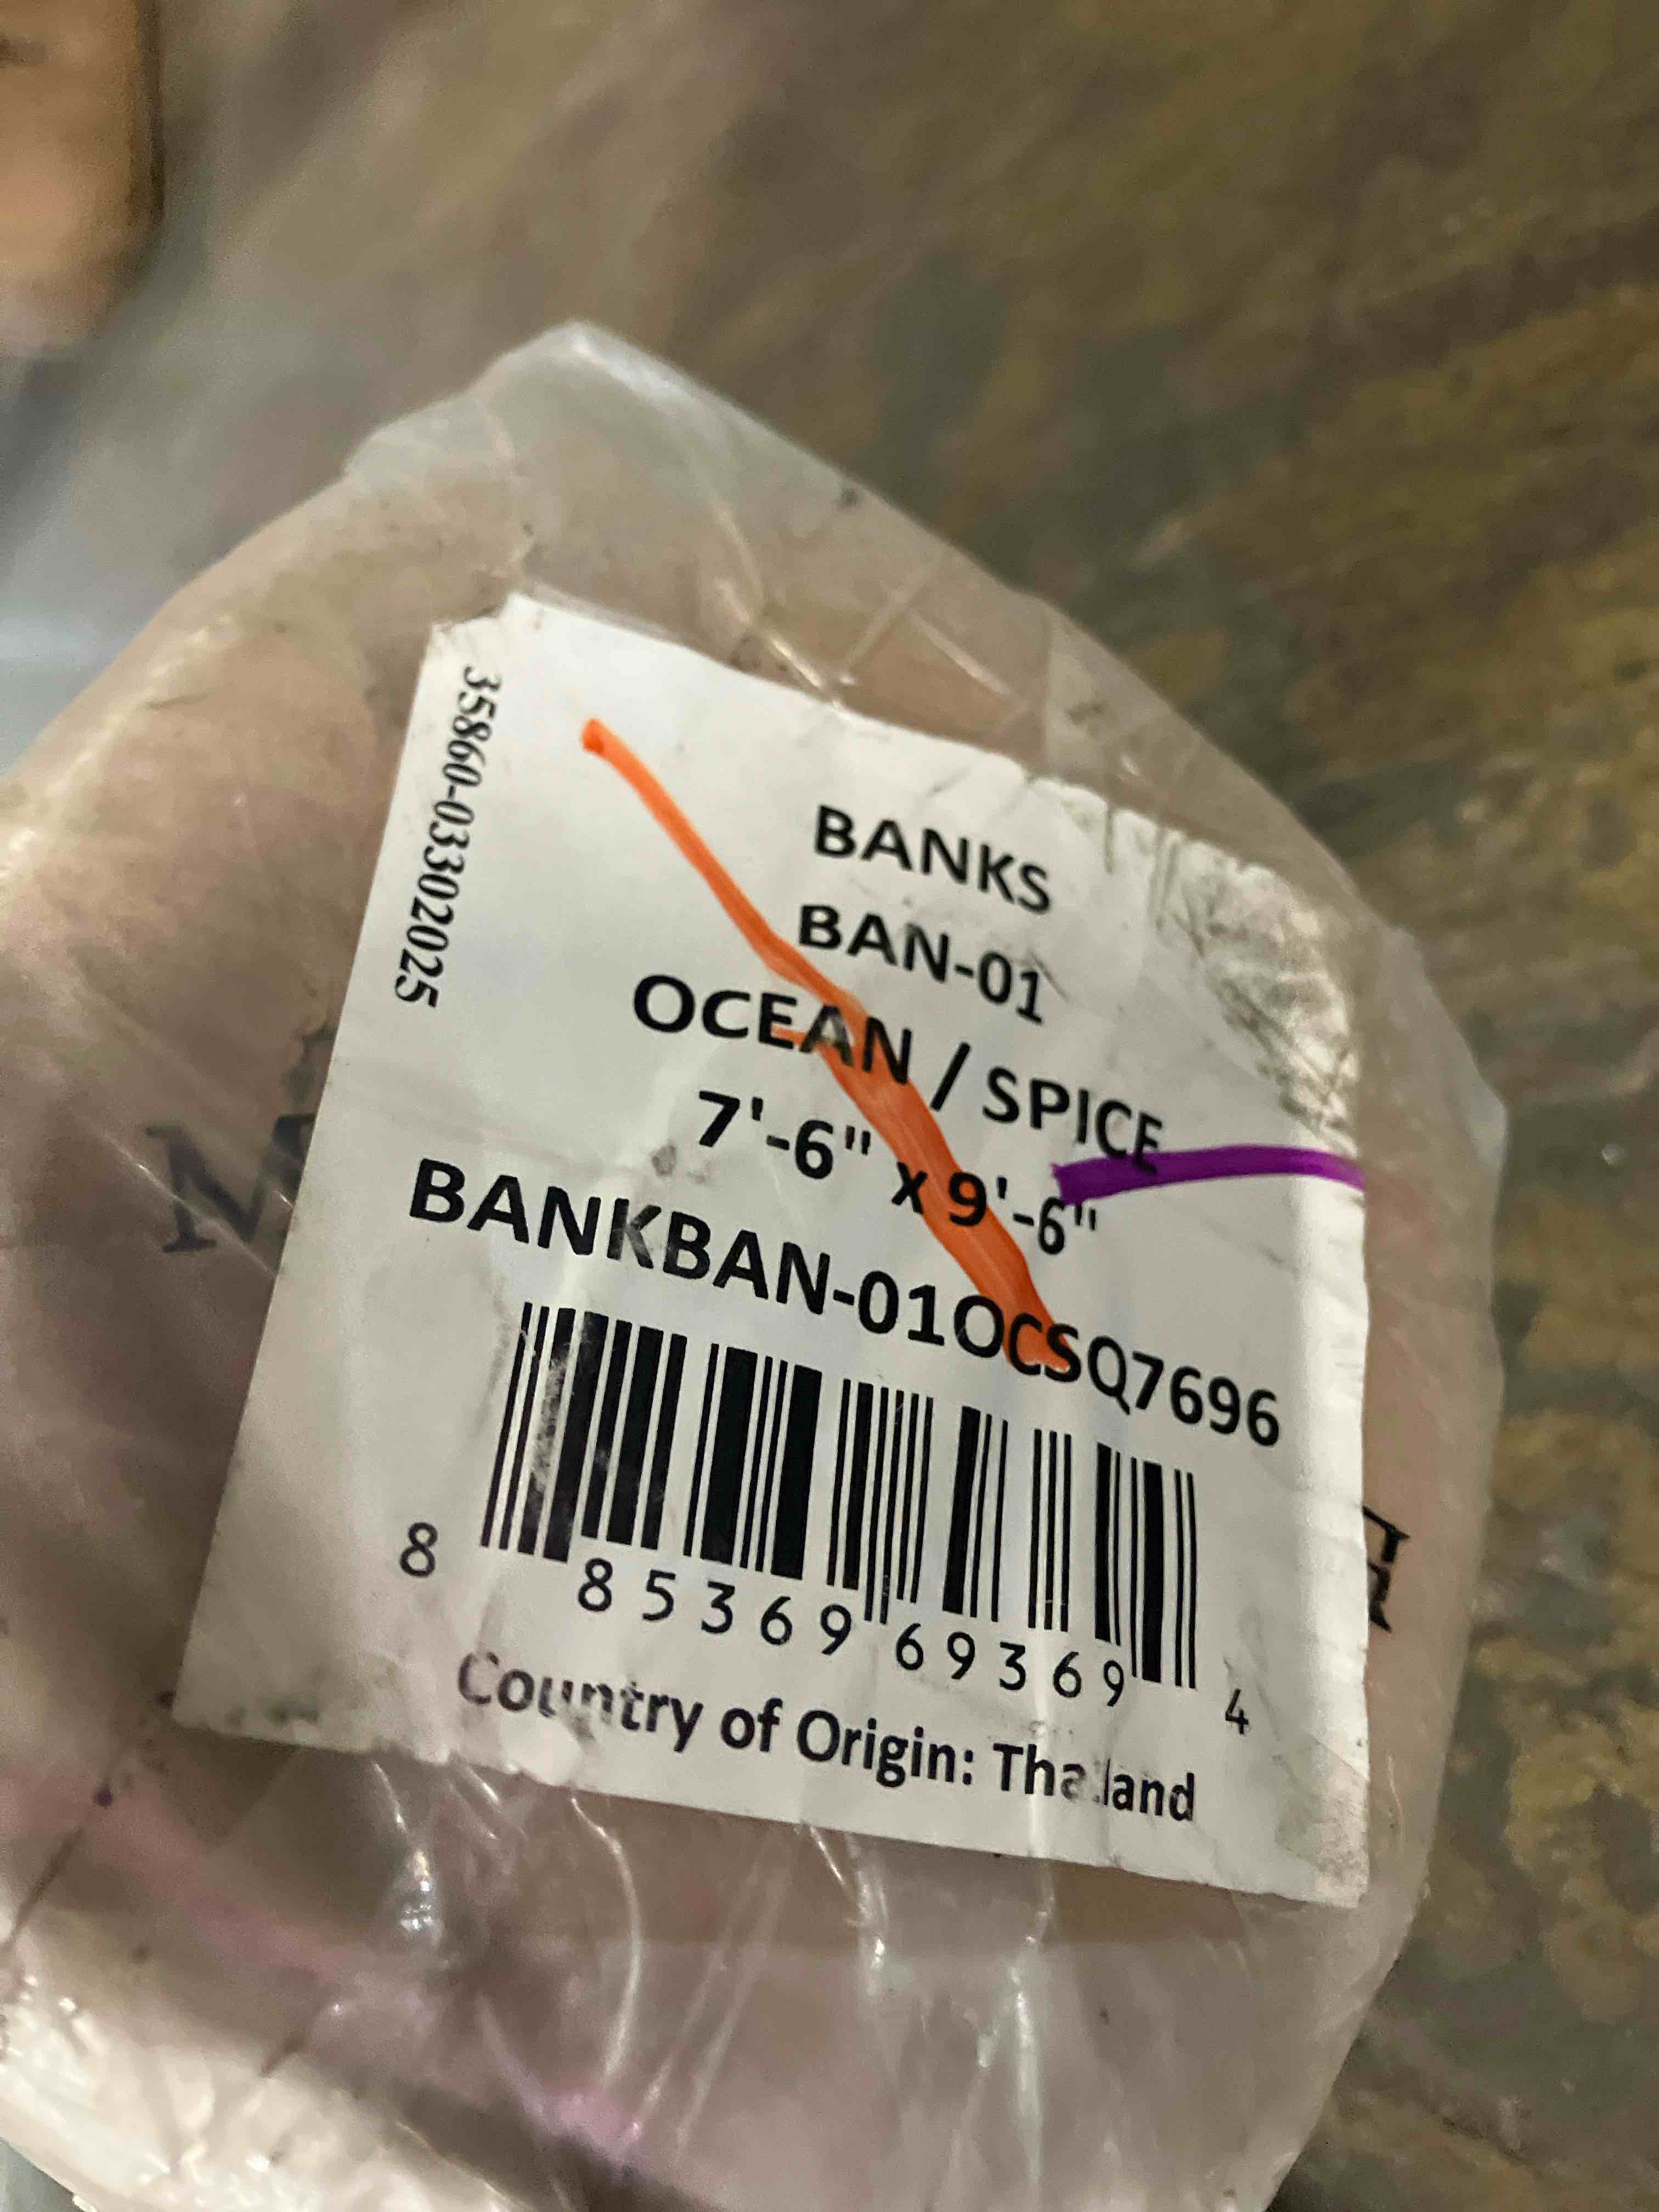 35860-03302025
BANKS
BAN-01
OCEAN / SPICE
7'-6" x 9'-6"
BANKBAN-01OCSQ7696
8 85369 69369 4
Country of Origin: Thailand